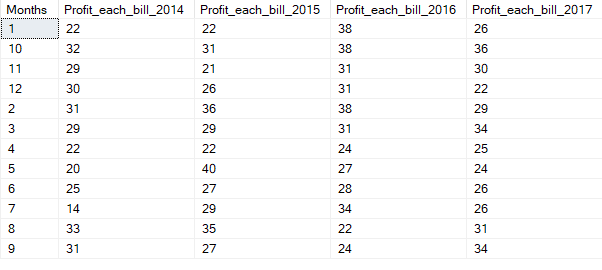 Months Profit_each_bill_2014 Profit_each_bill_2015 Profit_each_bill_2016 Profit_each_bill_2017
1 22 22 38 26
10 32 31 38 36
11 29 21 31 30
12 30 26 31 22
2 31 36 38 29
3 29 29 31 34
4 22 22 24 25
5 20 40 27 24
6 25 27 28 26
7 14 29 34 26
8 33 35 22 31
9 31 27 24 34